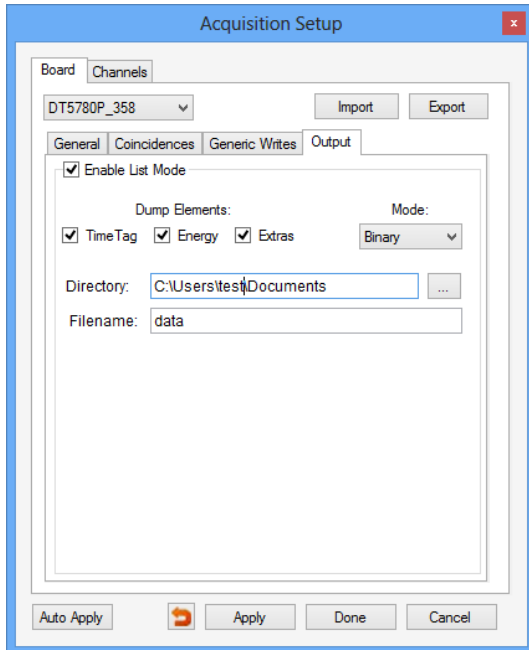 Acquisition Setup
x
Board Channels
DT5780P_358 Import Export
General Coincidences Generic Writes Output
Enable List Mode
Dump Elements: Mode:
TimeTag Energy Extras Binary
Directory: C:\Users\test\Documents ...
Filename: data
Auto Apply Apply Done Cancel